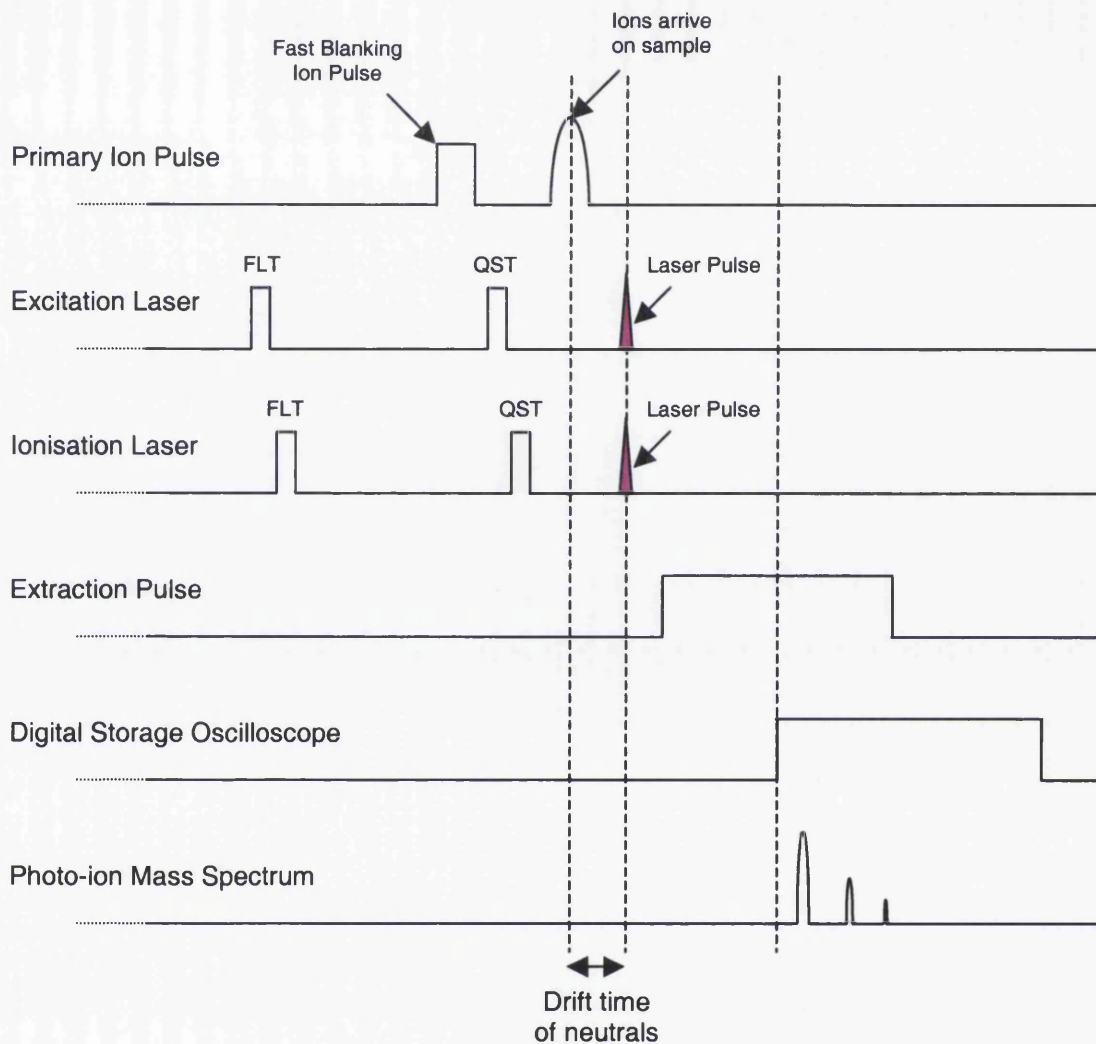 Ions arrive
on sample
Fast Blanking
Ion Pulse
Primary Ion Pulse
FLT
QST
Laser Pulse
Excitation Laser
FLT
QST
Laser Pulse
Ionisation Laser
Extraction Pulse
Digital Storage Oscilloscope
Photo-ion Mass Spectrum
Drift time
of neutrals